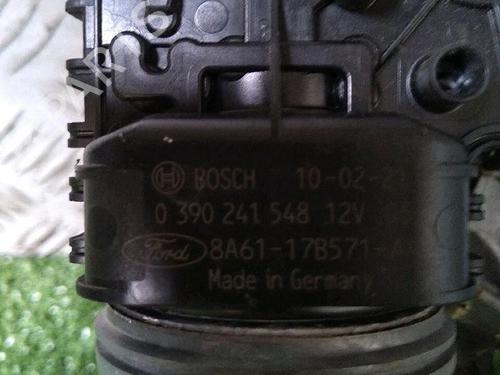 BOSCH 10-02-2
0 390 241 548 12V
Ford 8A61-17B571-A
Made in Germany